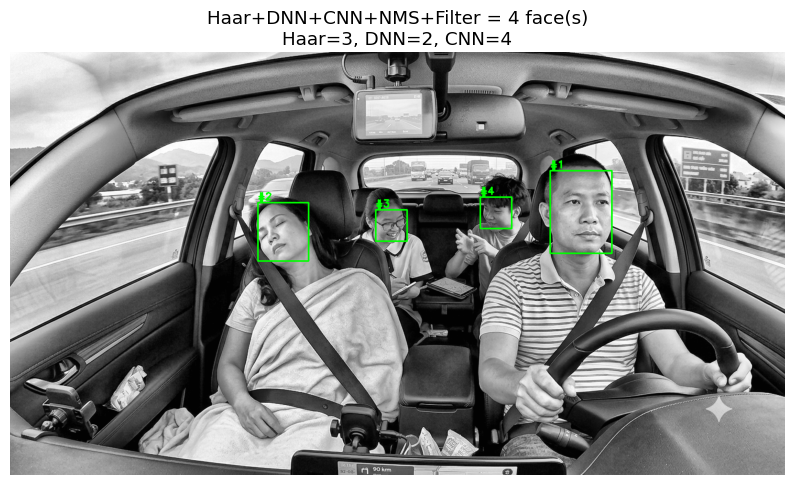 Haar+DNN+CNN+NMS+Filter = 4 face(s)
Haar=3, DNN=2, CNN=4
#1
#2
#3
#4
90 km